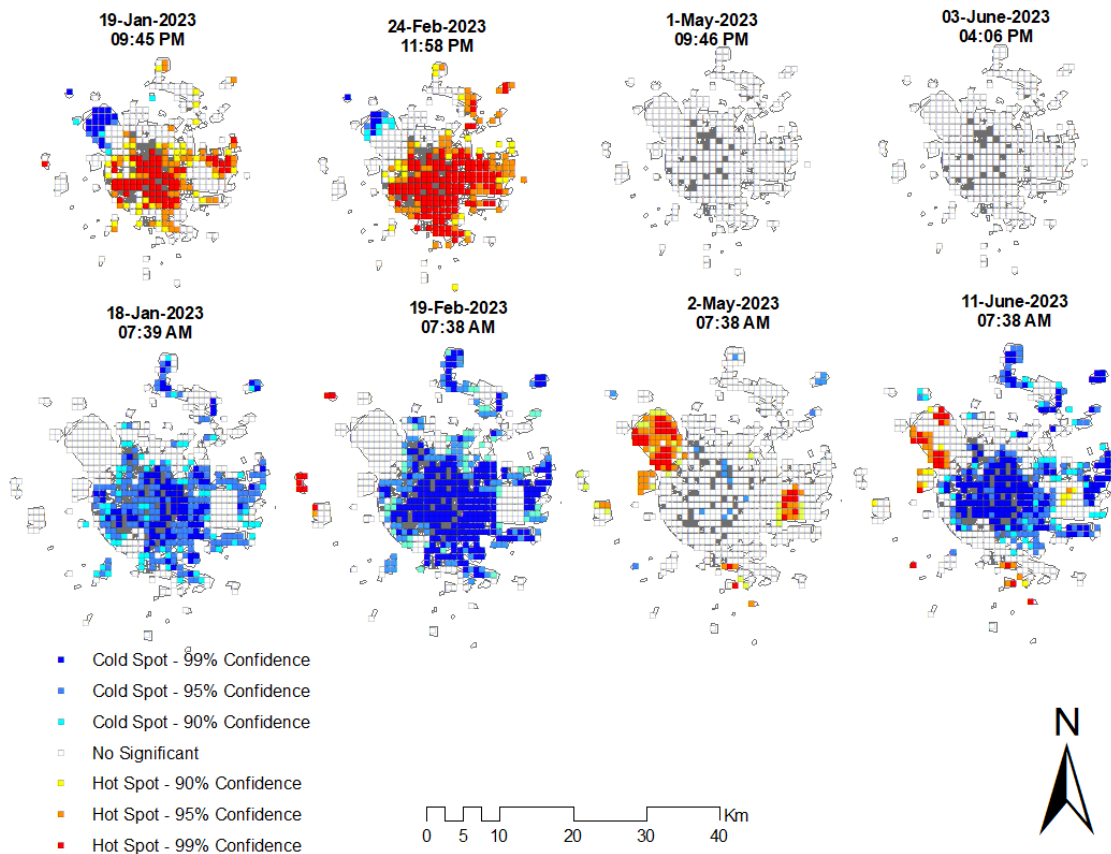 19-Jan-2023
09:45 PM
24-Feb-2023
11:58 PM
1-May-2023
09:46 PM
03-June-2023
04:06 PM
18-Jan-2023
07:39 AM
19-Feb-2023
07:38 AM
2-May-2023
07:38 AM
11-June-2023
07:38 AM
Cold Spot - 99% Confidence
Cold Spot - 95% Confidence
Cold Spot - 90% Confidence
No Significant
Hot Spot - 90% Confidence
Hot Spot - 95% Confidence
Hot Spot - 99% Confidence
Km
0 5 10 20 30 40
N